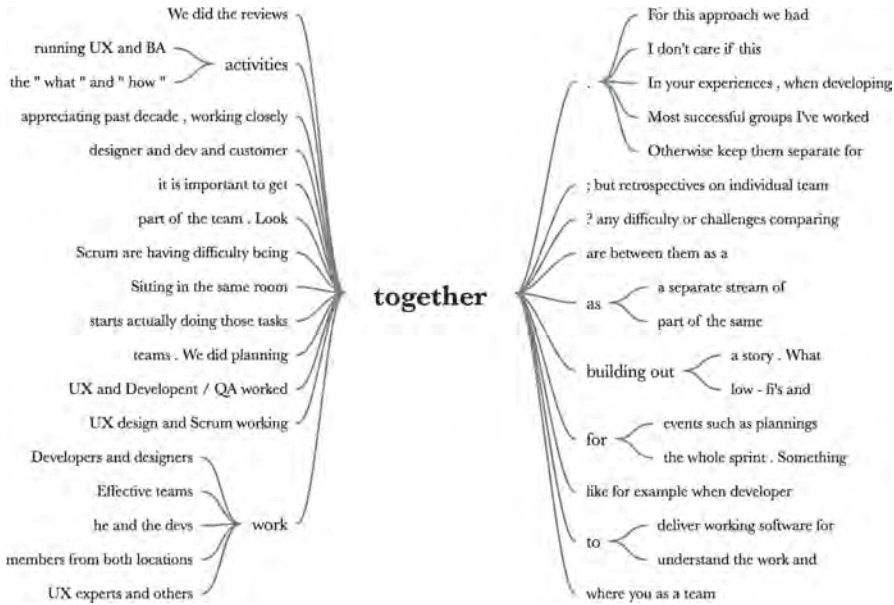 We did the reviews
running UX and BA
the " what " and " how "
activities
appreciating past decade , working closely
designer and dev and customer
it is important to get
part of the team . Look
Scrum are having difficulty being
Sitting in the same room
starts actually doing those tasks
teams . We did planning
UX and Developent / QA worked
UX design and Scrum working
Developers and designers
Effective teams
he and the devs
members from both locations
UX experts and others
work
together
.
For this approach we had
I don't care if this
In your experiences , when developing
Most successful groups I've worked
Otherwise keep them separate for
; but retrospectives on individual team
? any difficulty or challenges comparing
are between them as a
as
a separate stream of
part of the same
building out
a story . What
low - fi's and
for
events such as plannings
the whole sprint . Something
like for example when developer
to
deliver working software for
understand the work and
where you as a team